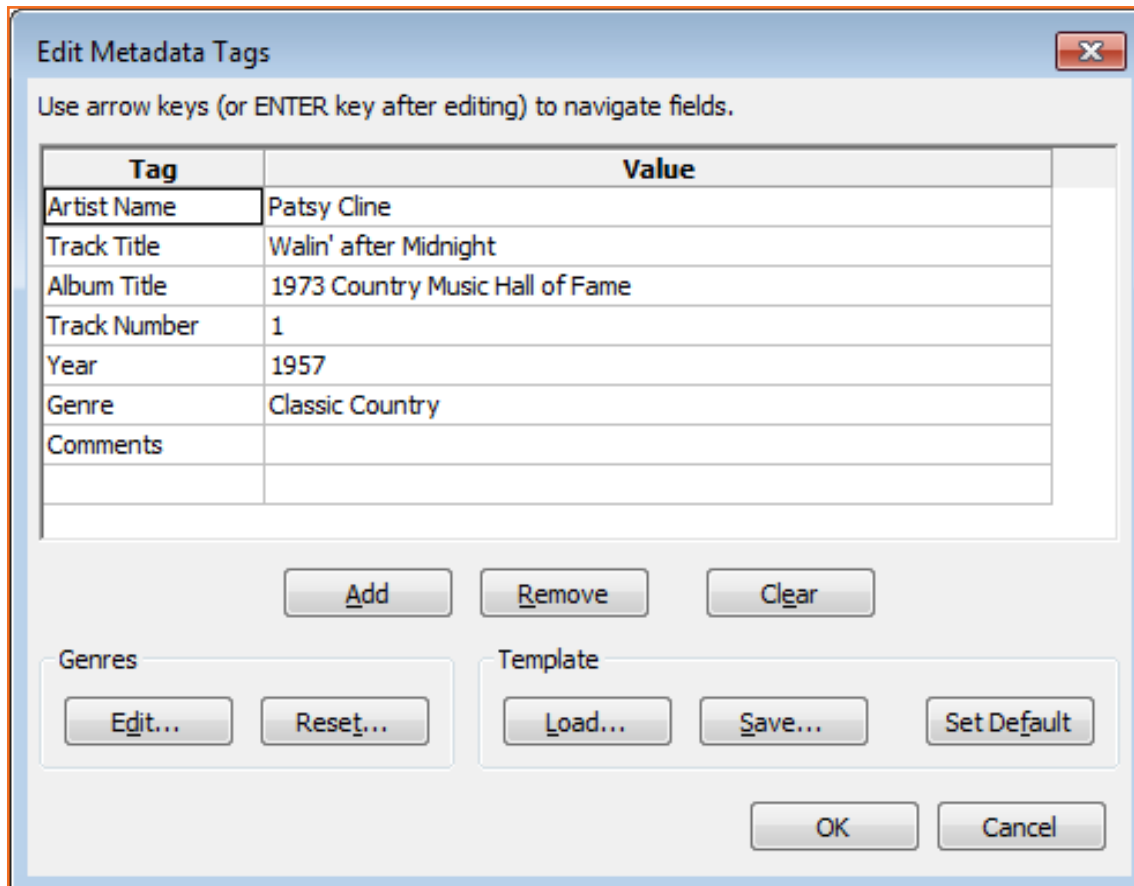 Edit Metadata Tags
Use arrow keys (or ENTER key after editing) to navigate fields.
Tag Value
Artist Name Patsy Cline
Track Title Walin' after Midnight
Album Title 1973 Country Music Hall of Fame
Track Number 1
Year 1957
Genre Classic Country
Comments
Add Remove Clear
Genres Template
Edit... Reset... Load... Save... Set Default
OK Cancel